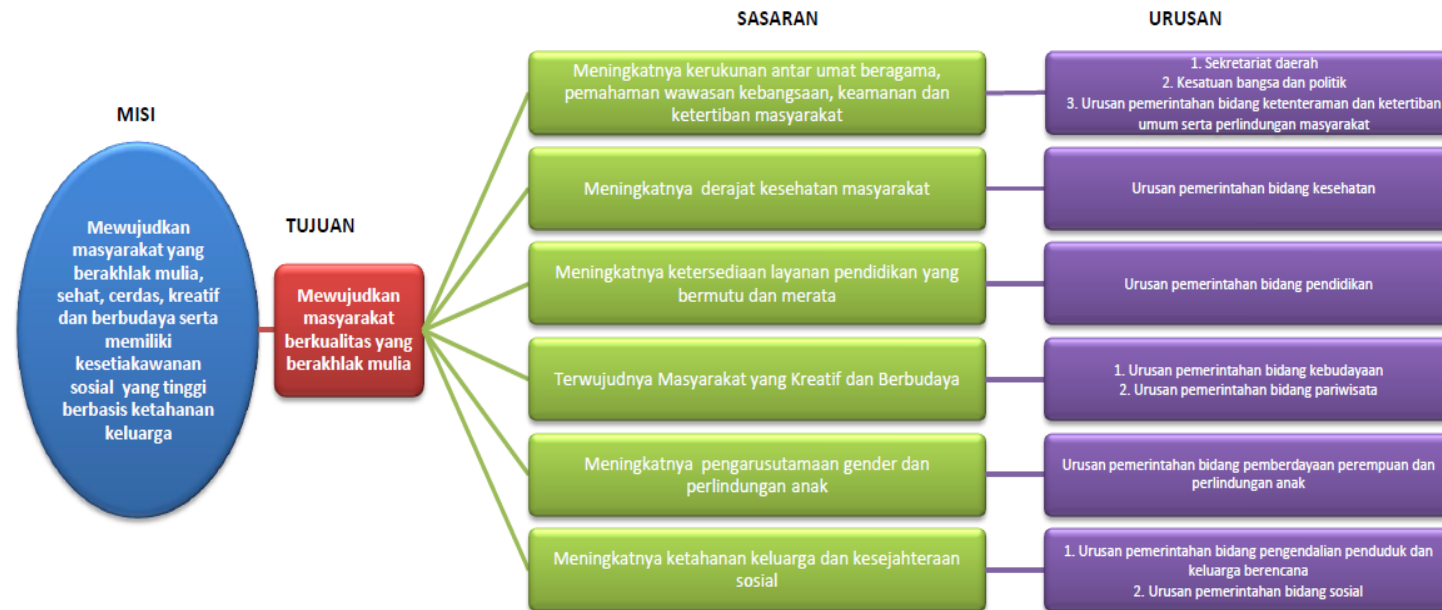 SASARAN
URUSAN
MISI
TUJUAN
Mewujudkan
masyarakat yang
berakhlak mulia,
sehat, cerdas, kreatif
dan berbudaya serta
memiliki
kesetiakawanan
sosial yang tinggi
berbasis ketahanan
keluarga
Mewujudkan
masyarakat
berkualitas yang
berakhlak mulia
Meningkatnya kerukunan antar umat beragama,
pemahaman wawasan kebangsaan, keamanan dan
ketertiban masyarakat
1. Sekretariat daerah
2. Kesatuan bangsa dan politik
3. Urusan pemerintahan bidang ketenteraman dan ketertiban
umum serta perlindungan masyarakat
Meningkatnya derajat kesehatan masyarakat
Urusan pemerintahan bidang kesehatan
Meningkatnya ketersediaan layanan pendidikan yang
bermutu dan merata
Urusan pemerintahan bidang pendidikan
Terwujudnya Masyarakat yang Kreatif dan Berbudaya
1. Urusan pemerintahan bidang kebudayaan
2. Urusan pemerintahan bidang pariwisata
Meningkatnya pengarusutamaan gender dan
perlindungan anak
Urusan pemerintahan bidang pemberdayaan perempuan dan
perlindungan anak
Meningkatnya ketahanan keluarga dan kesejahteraan
sosial
1. Urusan pemerintahan bidang pengendalian penduduk dan
keluarga berencana
2. Urusan pemerintahan bidang sosial